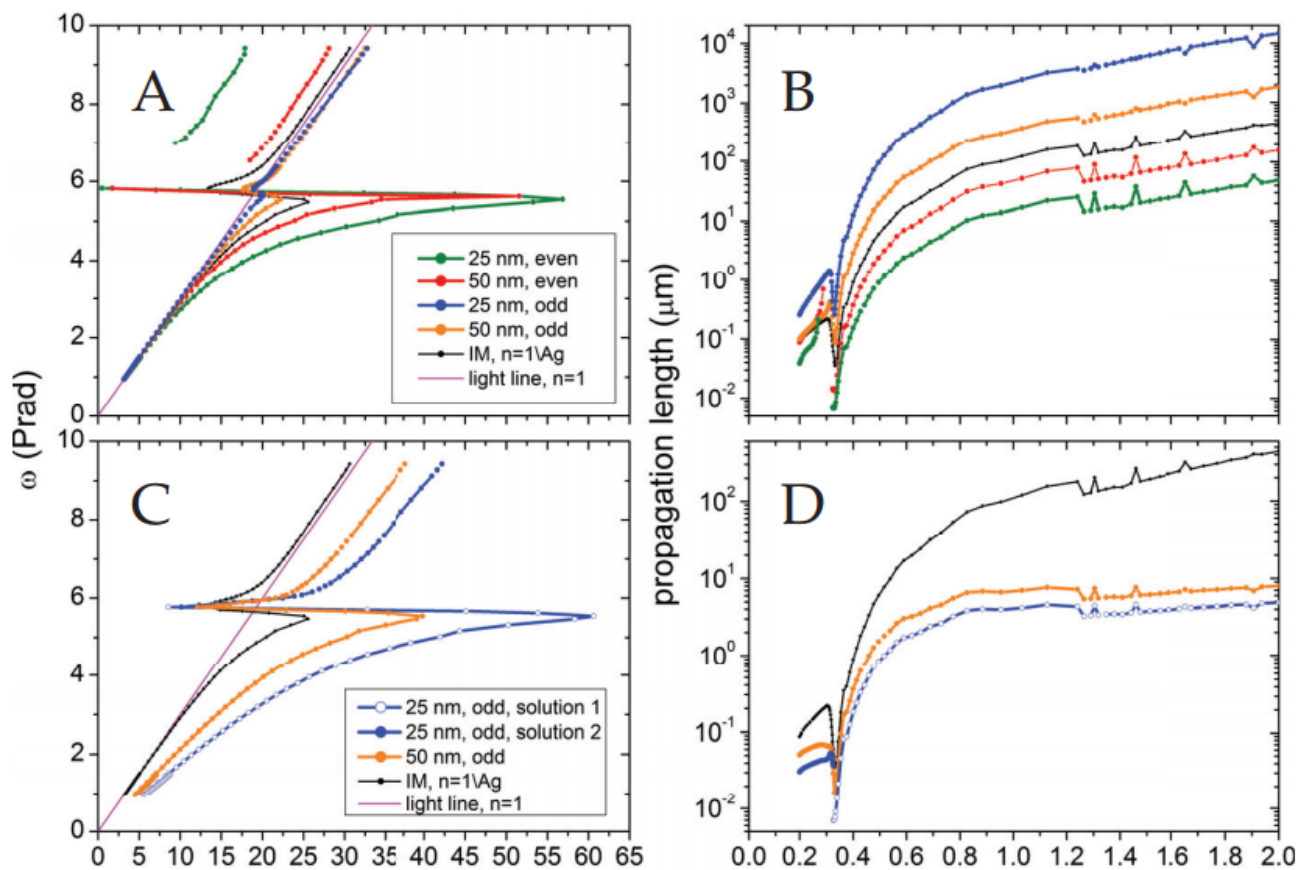 A
10
8
6
4
2
0
25 nm, even
50 nm, even
25 nm, odd
50 nm, odd
IM, n=1\Ag
light line, n=1
B
10⁴
10³
10²
10¹
10⁰
10⁻¹
10⁻²
ω (Prad)
propagation length (μm)
C
10
8
6
4
2
0
25 nm, odd, solution 1
25 nm, odd, solution 2
50 nm, odd
IM, n=1\Ag
light line, n=1
0 5 10 15 20 25 30 35 40 45 50 55 60 65
D
10²
10¹
10⁰
10⁻¹
10⁻²
0.0 0.2 0.4 0.6 0.8 1.0 1.2 1.4 1.6 1.8 2.0